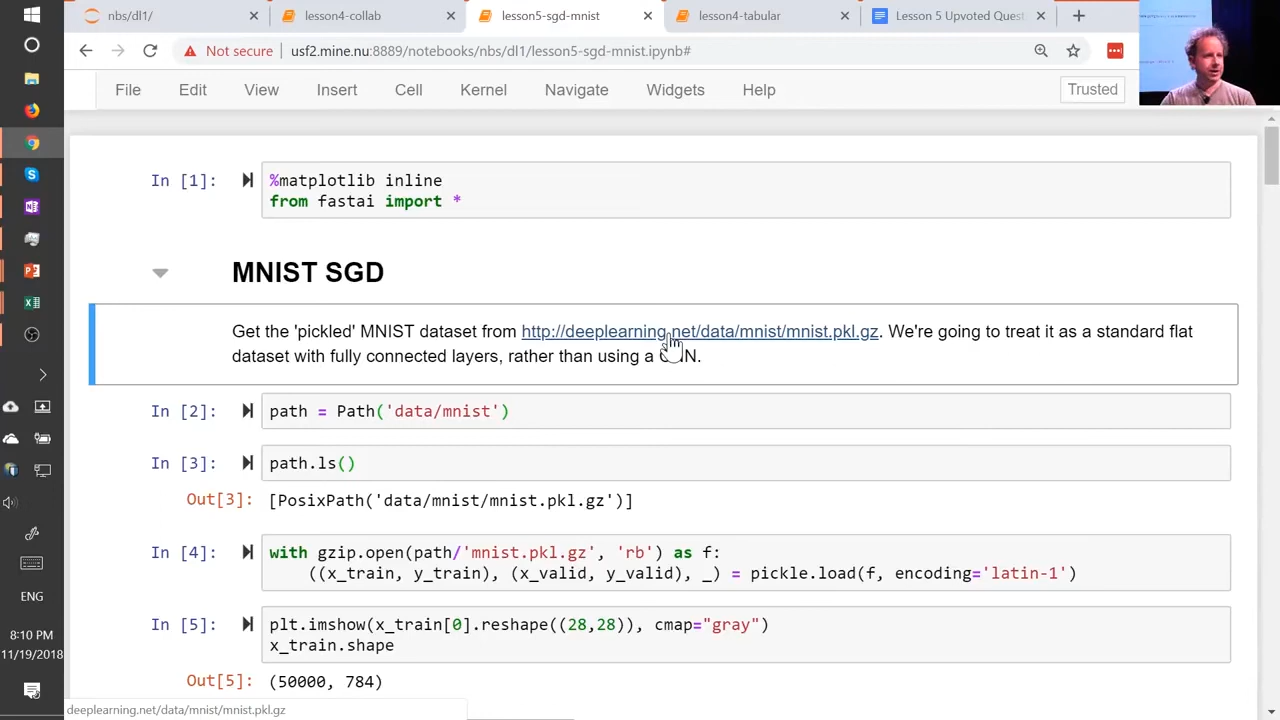 nbs/dl1/
lesson4-collab
lesson5-sgd-mnist
lesson4-tabular
Lesson 5 Upvoted Quest
Not secure
usf2.mine.nu:8889/notebooks/nbs/dl1/lesson5-sgd-mnist.ipynb#
File Edit View Insert Cell Kernel Navigate Widgets Help
Trusted
In [1]: %matplotlib inline
from fastai import *
MNIST SGD
Get the 'pickled' MNIST dataset from http://deeplearning.net/data/mnist/mnist.pkl.gz. We're going to treat it as a standard flat
dataset with fully connected layers, rather than using a
In [2]: path = Path('data/mnist')
In [3]: path.ls()
Out[3]: [PosixPath('data/mnist/mnist.pkl.gz')]
In [4]: with gzip.open(path/'mnist.pkl.gz', 'rb') as f:
((x_train, y_train), (x_valid, y_valid), _) = pickle.load(f, encoding='latin-1')
In [5]: plt.imshow(x_train[0].reshape((28,28)), cmap="gray")
x_train.shape
Out[5]: (50000, 784)
deeplearning.net/data/mnist/mnist.pkl.gz
ENG
8:10 PM
11/19/2018